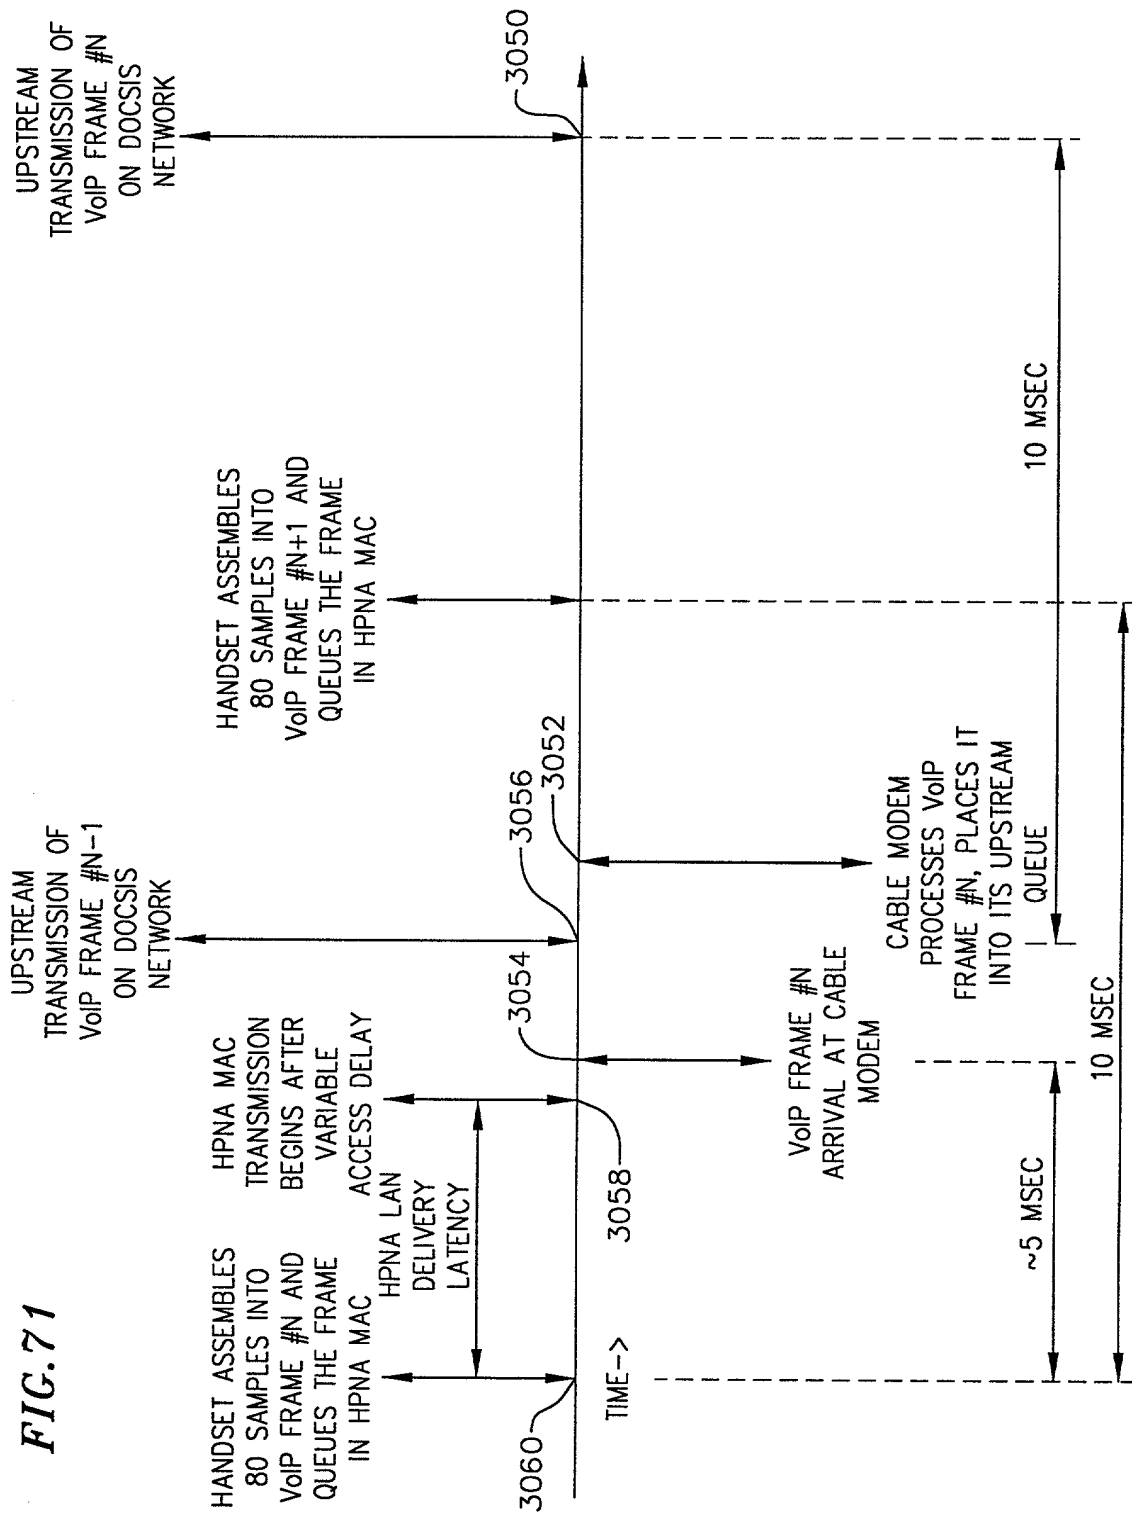 FIG.71
HANDSET ASSEMBLES
80 SAMPLES INTO
VoIP FRAME #N AND
QUEUES THE FRAME
IN HPNA MAC
HPNA MAC
TRANSMISSION
BEGINS AFTER
VARIABLE
ACCESS DELAY
HPNA LAN
DELIVERY
LATENCY
UPSTREAM
TRANSMISSION OF
VoIP FRAME #N-1
ON DOCSIS
NETWORK
HANDSET ASSEMBLES
80 SAMPLES INTO
VoIP FRAME #N+1 AND
QUEUES THE FRAME
IN HPNA MAC
UPSTREAM
TRANSMISSION OF
VoIP FRAME #N
ON DOCSIS
NETWORK
3060
3058
3054
3056
3052
3050
TIME->
VoIP FRAME #N
ARRIVAL AT CABLE
MODEM
CABLE MODEM
PROCESSES VoIP
FRAME #N, PLACES IT
INTO ITS UPSTREAM
QUEUE
~5 MSEC
10 MSEC
10 MSEC